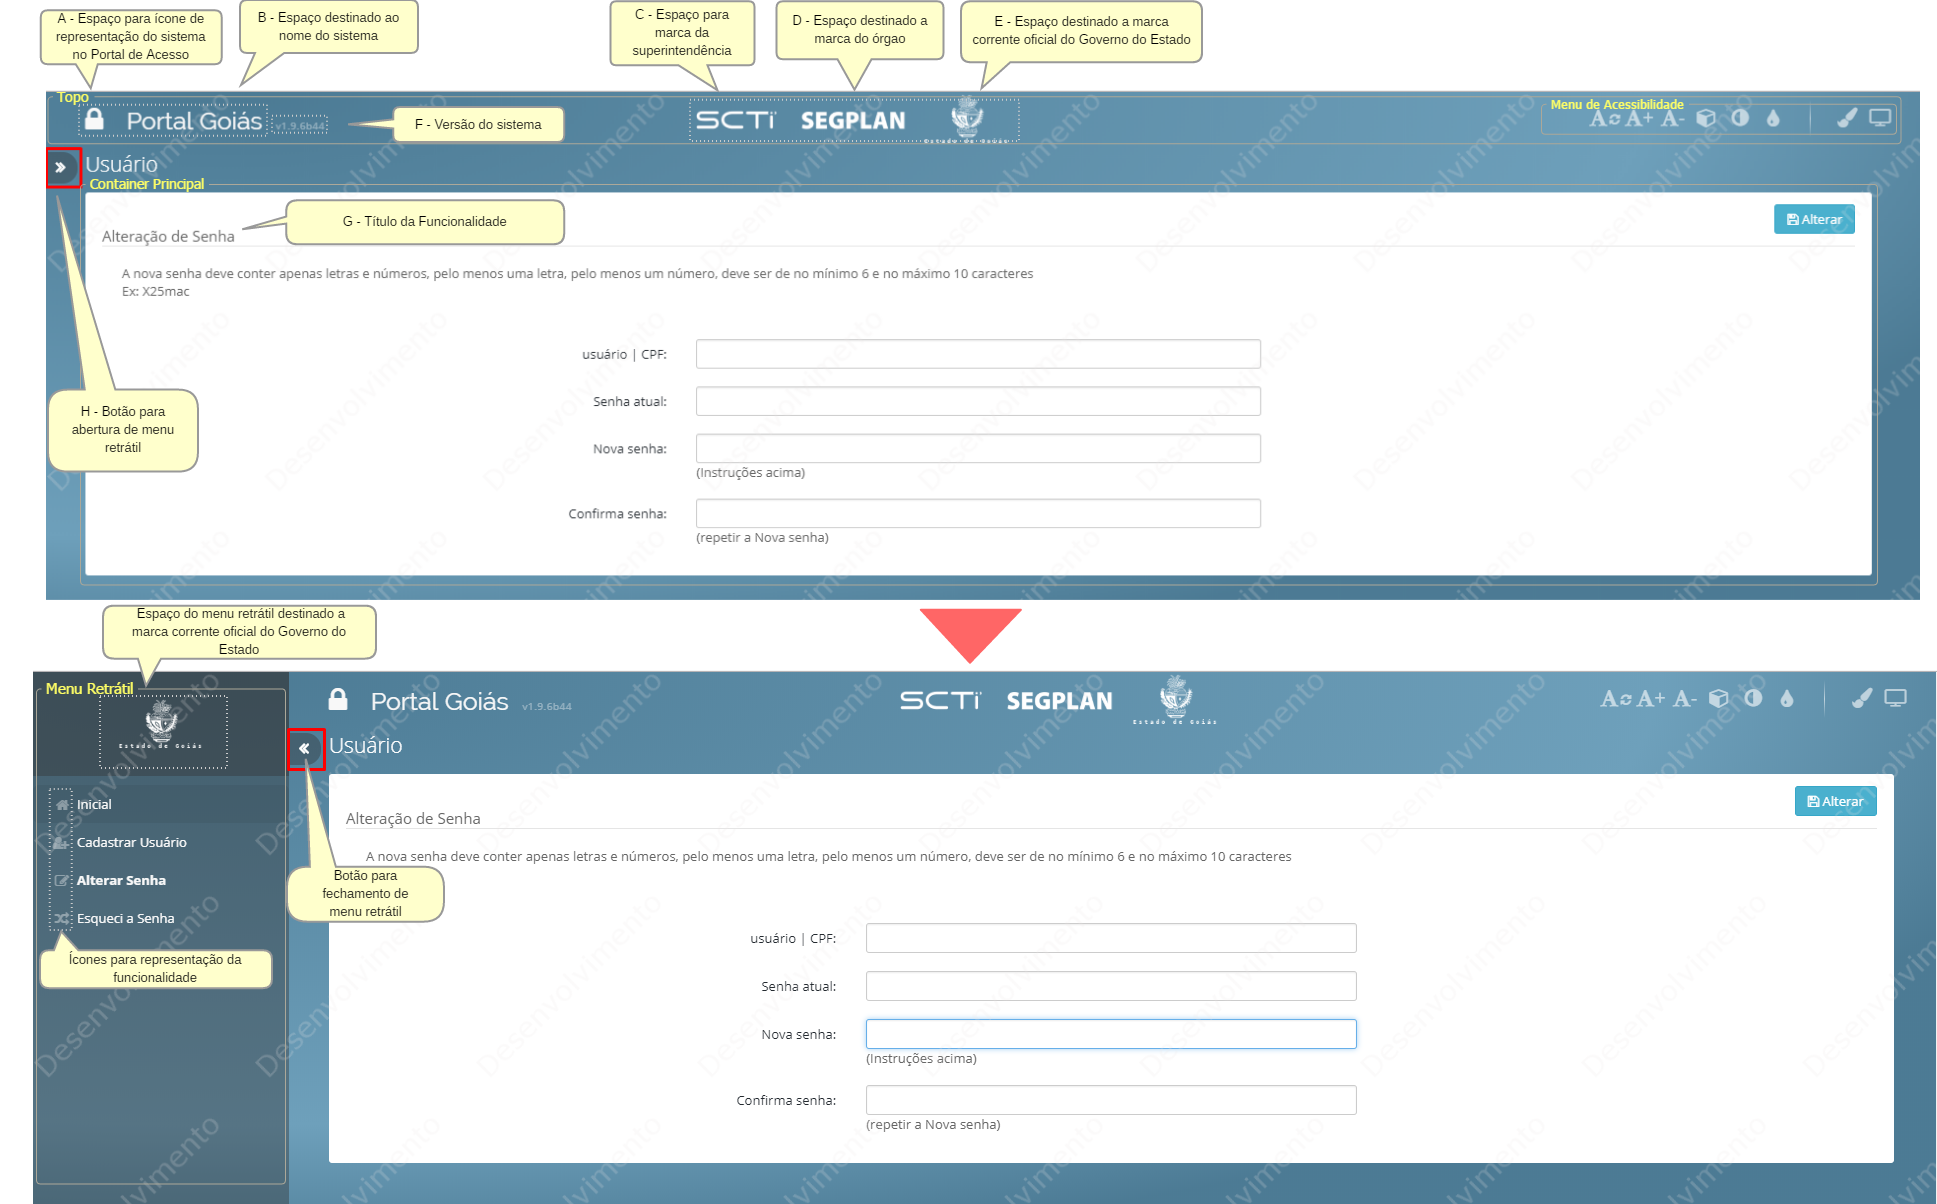 A - Espaço para ícone de
representação do sistema
no Portal de Acesso
B - Espaço destinado ao
nome do sistema
C - Espaço para
marca da
superintendência
D - Espaço destinado a
marca do órgao
E - Espaço destinado a marca
corrente oficial do Governo do Estado
Topo
Portal Goiás
v1.9.6b44
F - Versão do sistema
SCTi
SEGPLAN
Estado de Goiás
Menu de Acessibilidade
A A+ A-
Usuário
Container Principal
G - Título da Funcionalidade
Alteração de Senha
Alterar
A nova senha deve conter apenas letras e números, pelo menos uma letra, pelo menos um número, deve ser de no mínimo 6 e no máximo 10 caracteres
Ex: X25mac
usuário | CPF:
Senha atual:
Nova senha:
(Instruções acima)
Confirma senha:
(repetir a Nova senha)
H - Botão para
abertura de menu
retrátil
Desenvolvimento
Espaço do menu retrátil destinado a
marca corrente oficial do Governo do
Estado
Menu Retrátil
Estado de Goiás
Portal Goiás
v1.9.6b44
SCTi
SEGPLAN
Estado de Goiás
A A+ A-
Usuário
Inicial
Cadastrar Usuário
Alterar Senha
Esqueci a Senha
Ícones para representação da
funcionalidade
Botão para
fechamento de
menu retrátil
Alteração de Senha
Alterar
A nova senha deve conter apenas letras e números, pelo menos uma letra, pelo menos um número, deve ser de no mínimo 6 e no máximo 10 caracteres
usuário | CPF:
Senha atual:
Nova senha:
(Instruções acima)
Confirma senha:
(repetir a Nova senha)
Desenvolvimento